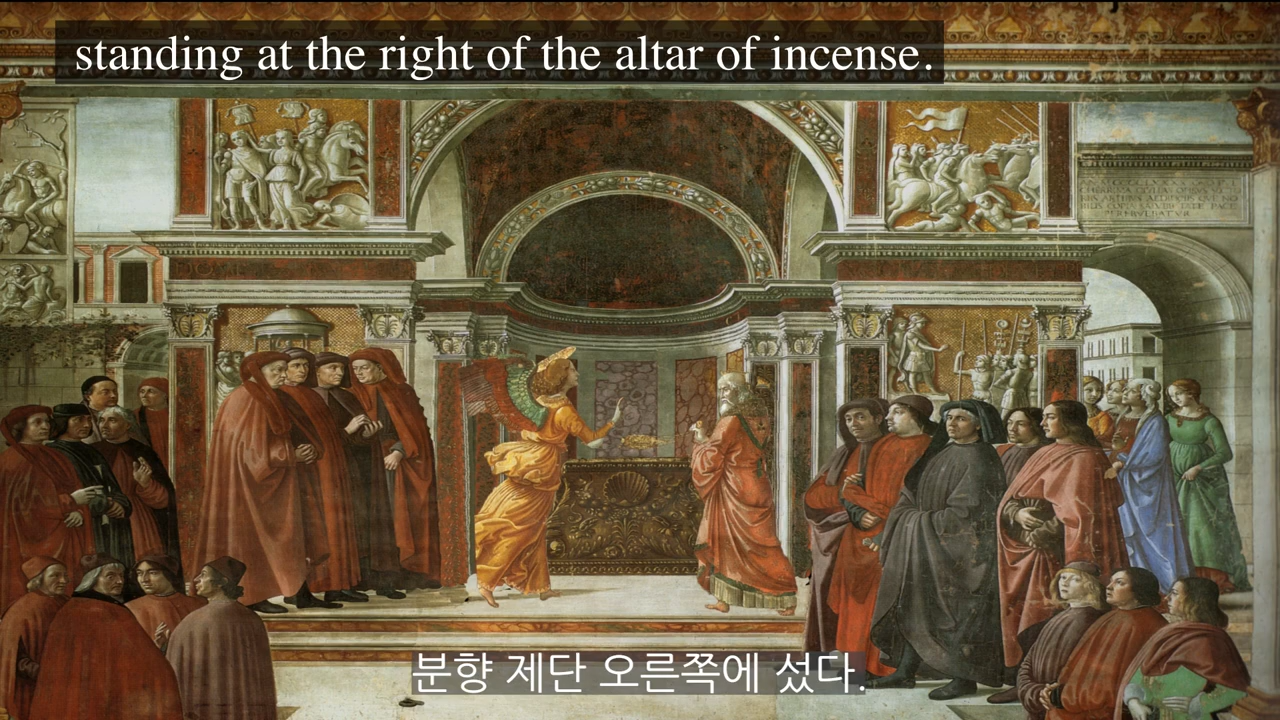 standing at the right of the altar of incense.
분향 제단 오른쪽에 섰다.